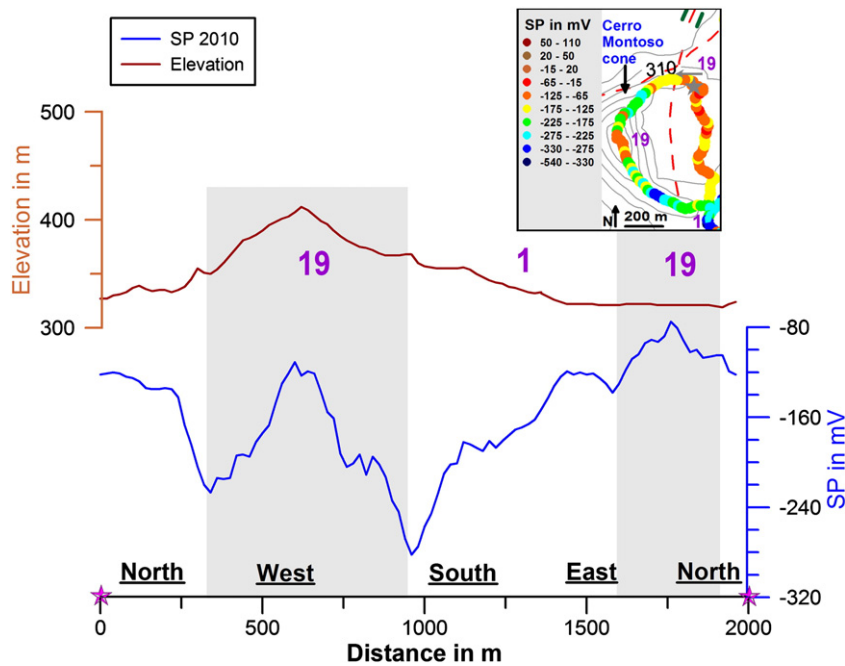 SP 2010
Elevation
SP in mV
50 - 110
20 - 50
-15 - 20
-65 - -15
-125 - -65
-175 - -125
-225 - -175
-275 - -225
-330 - -275
-540 - -330
Cerro
Montoso
cone
310
19
19
N
200 m
500
400
300
Elevation in m
19
1
19
-80
-160
-240
-320
SP in mV
North
West
South
East
North
0
500
1000
1500
2000
Distance in m